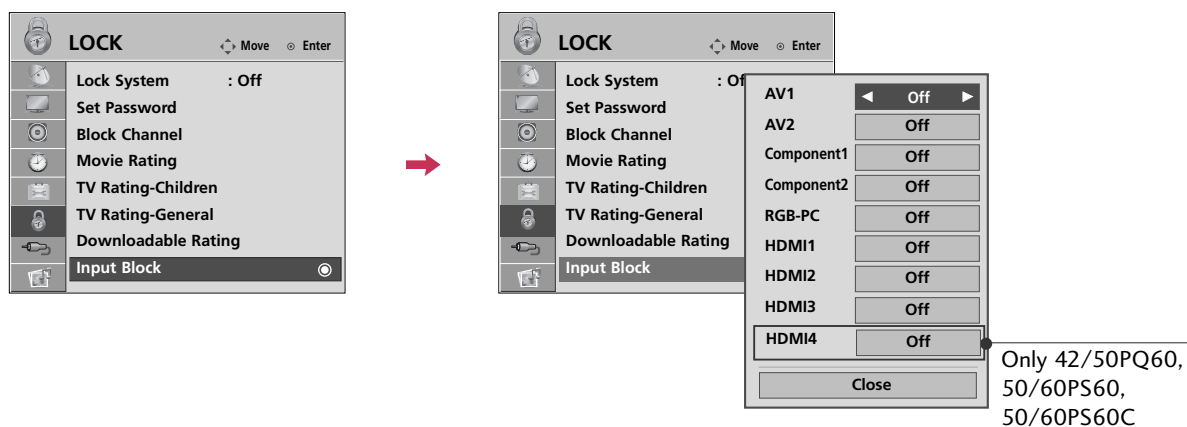 LOCK
Move Enter
Lock System : Off
Set Password
Block Channel
Movie Rating
TV Rating-Children
TV Rating-General
Downloadable Rating
Input Block
LOCK
Move Enter
Lock System : Of
Set Password
Block Channel
Movie Rating
TV Rating-Children
TV Rating-General
Downloadable Rating
Input Block
AV1 ◀ Off ▶
AV2 Off
Component1 Off
Component2 Off
RGB-PC Off
HDMI1 Off
HDMI2 Off
HDMI3 Off
HDMI4 Off
Close
Only 42/50PQ60,
50/60PS60,
50/60PS60C